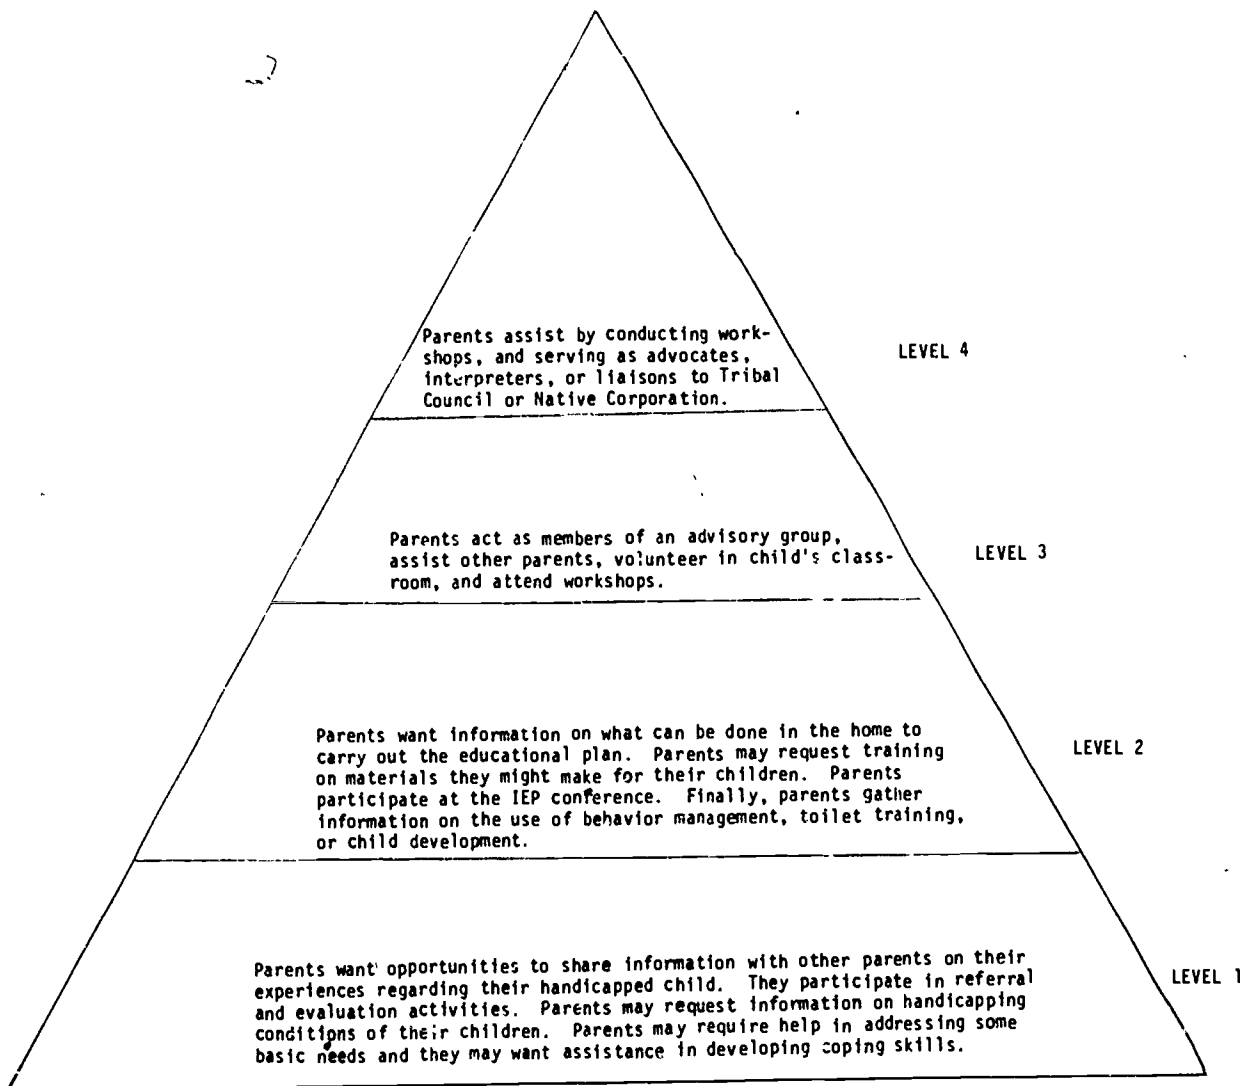 Parents assist by conducting work-
shops, and serving as advocates,
interpreters, or liaisons to Tribal
Council or Native Corporation.
LEVEL 4
Parents act as members of an advisory group,
assist other parents, volunteer in child's class-
room, and attend workshops.
LEVEL 3
Parents want information on what can be done in the home to
carry out the educational plan. Parents may request training
on materials they might make for their children. Parents
participate at the IEP conference. Finally, parents gather
information on the use of behavior management, toilet training,
or child development.
LEVEL 2
Parents want opportunities to share information with other parents on their
experiences regarding their handicapped child. They participate in referral
and evaluation activities. Parents may request information on handicapping
conditions of their children. Parents may require help in addressing some
basic needs and they may want assistance in developing coping skills.
LEVEL 1